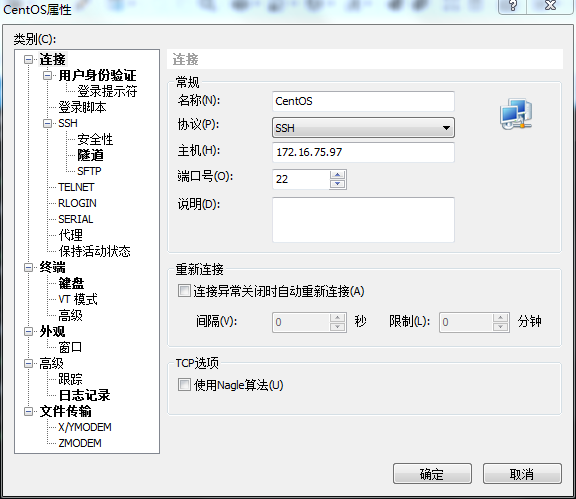 CentOS属性
类别(C):
连接
用户身份验证
登录提示符
登录脚本
SSH
安全性
隧道
SFTP
TELNET
RLOGIN
SERIAL
代理
保持活动状态
终端
键盘
VT 模式
高级
外观
窗口
高级
跟踪
日志记录
文件传输
X/YMODEM
ZMODEM
连接
常规
名称(N): CentOS
协议(P): SSH
主机(H): 172.16.75.97
端口号(O): 22
说明(D):
重新连接
连接异常关闭时自动重新连接(A)
间隔(V): 0 秒 限制(L): 0 分钟
TCP选项
使用Nagle算法(U)
确定 取消